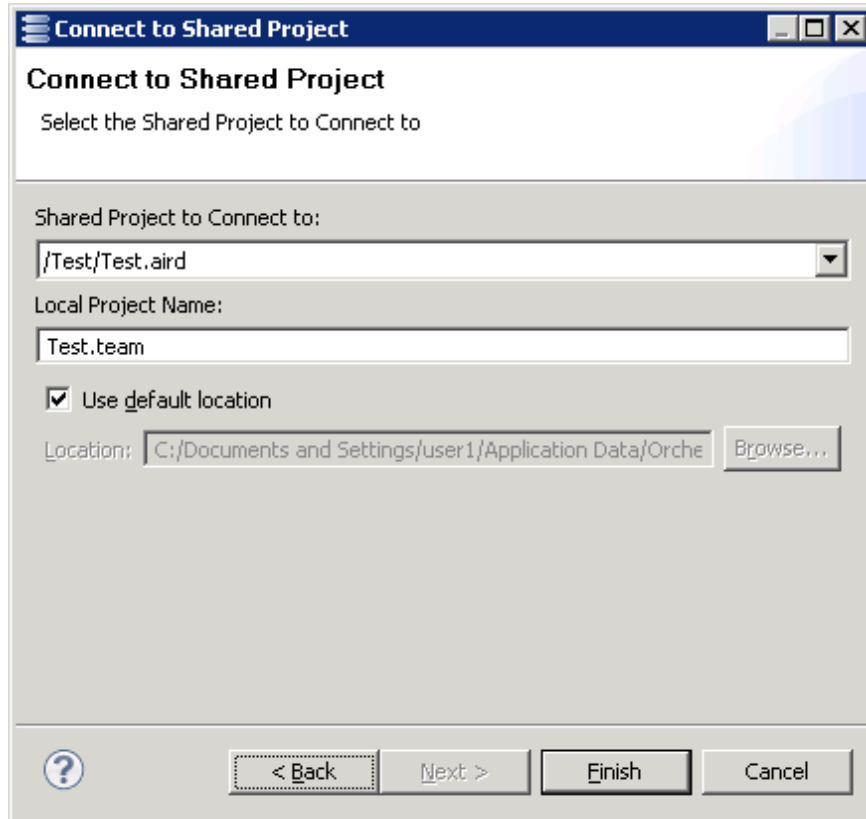 Connect to Shared Project
Connect to Shared Project
Select the Shared Project to Connect to
Shared Project to Connect to:
/Test/Test.aird
Local Project Name:
Test.team
Use default location
Location: C:/Documents and Settings/user1/Application Data/Orche Browse...
? < Back Next > Finish Cancel